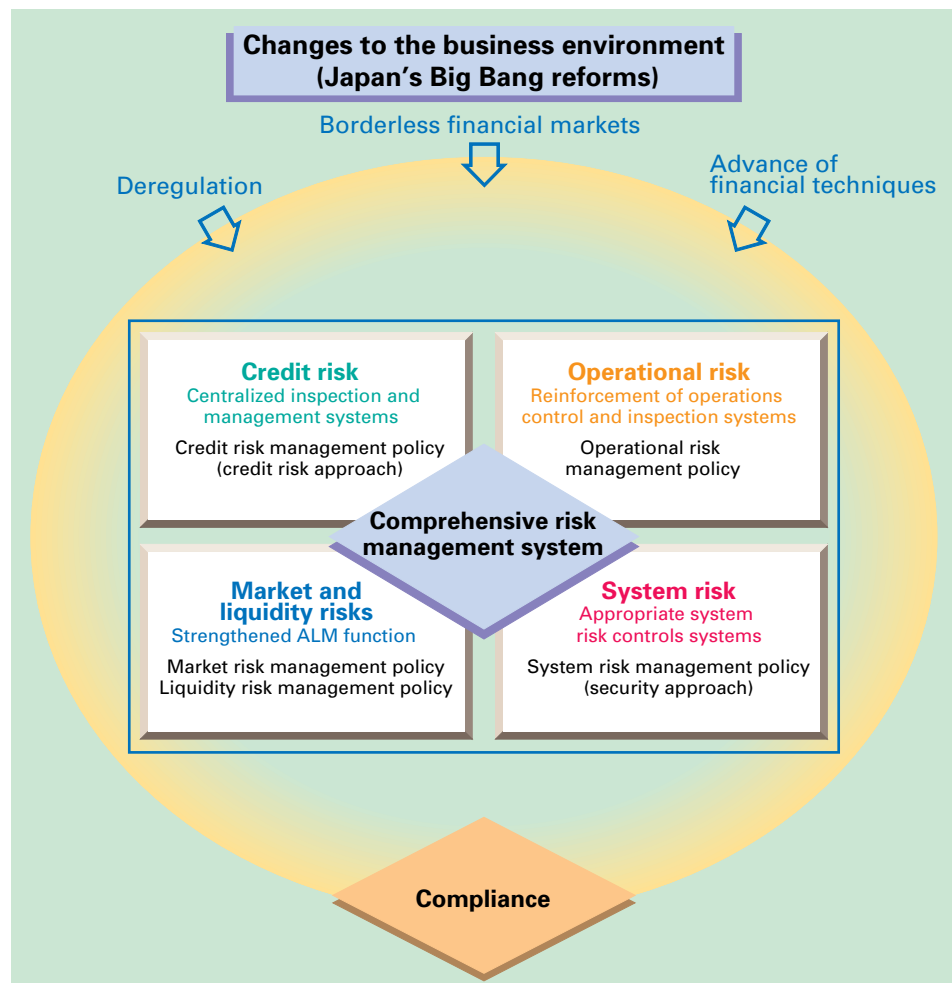 Changes to the business environment
(Japan’s Big Bang reforms)
Borderless financial markets
Deregulation
Advance of
financial techniques
Credit risk
Centralized inspection and
management systems
Credit risk management policy
(credit risk approach)
Operational risk
Reinforcement of operations
control and inspection systems
Operational risk
management policy
Comprehensive risk
management system
Market and
liquidity risks
Strengthened ALM function
Market risk management policy
Liquidity risk management policy
System risk
Appropriate system
risk controls systems
System risk management policy
(security approach)
Compliance